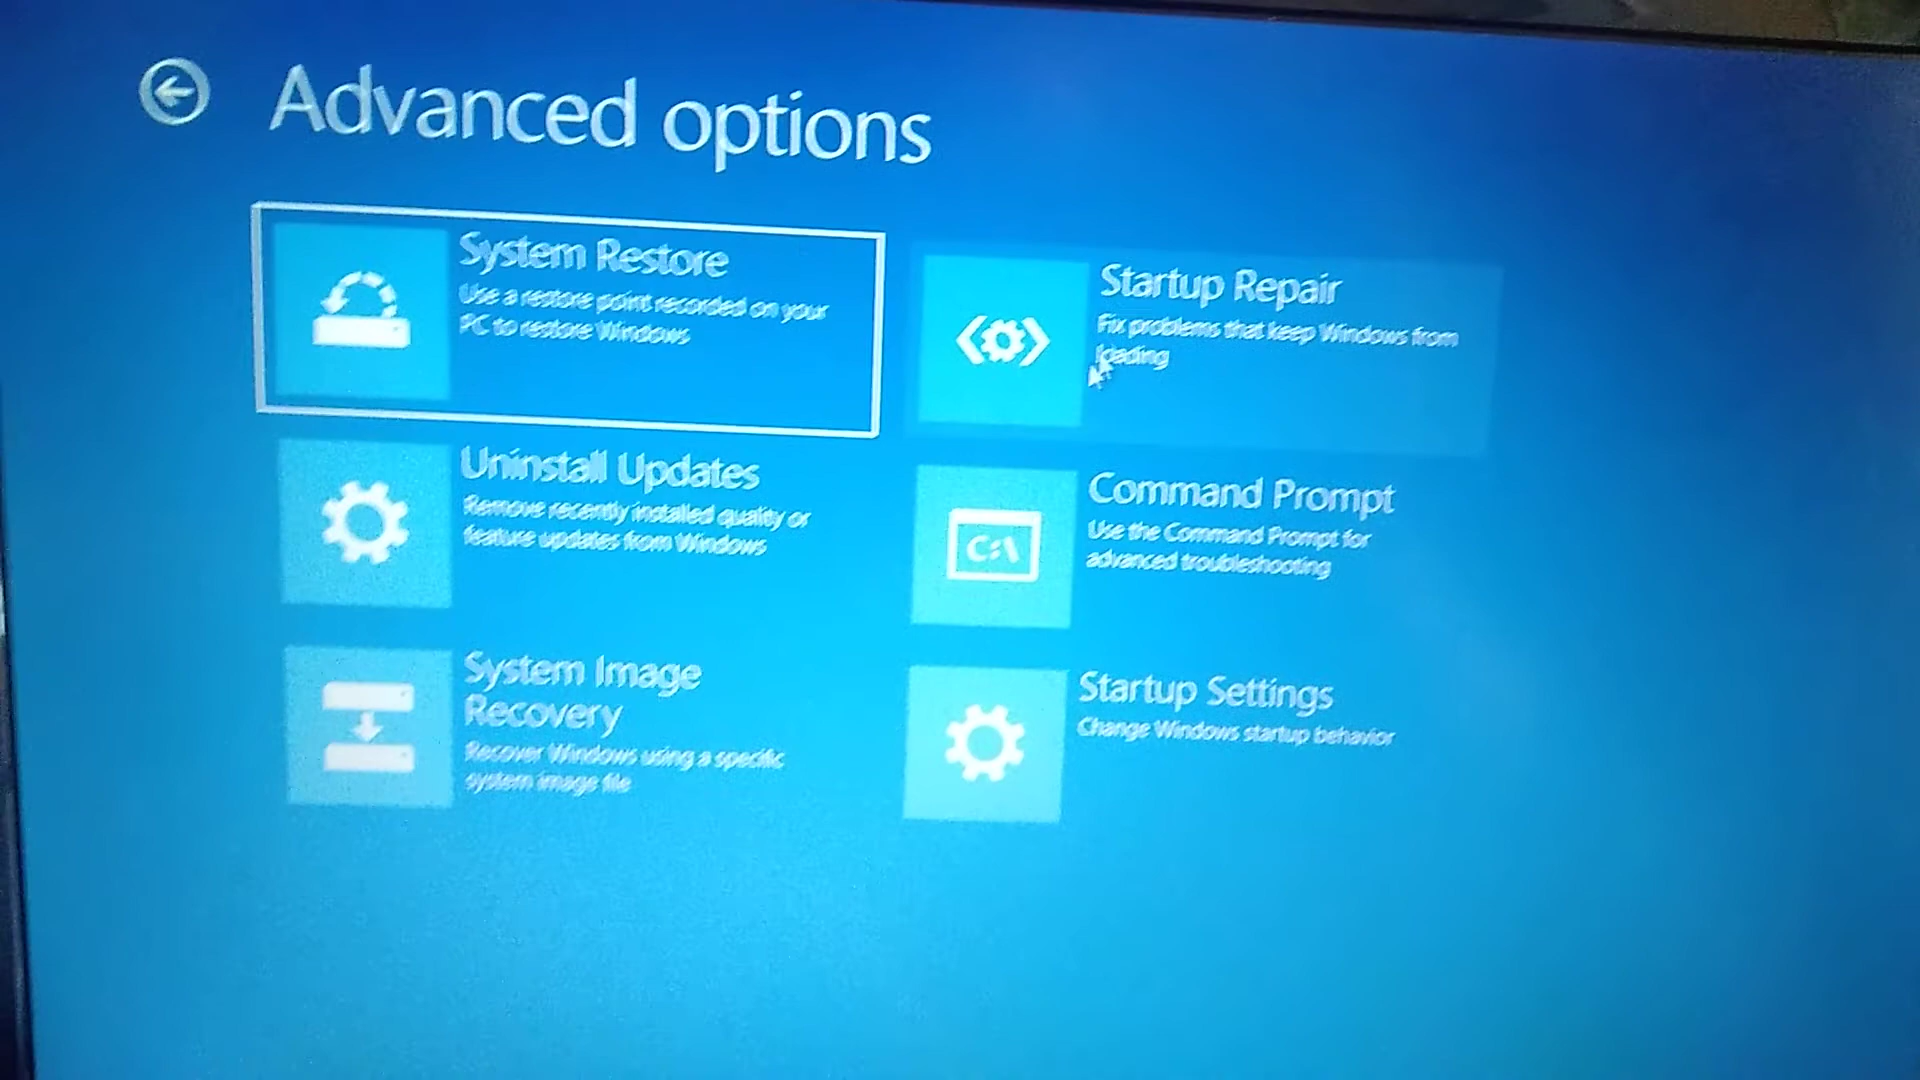 Advanced options
System Restore
Use a restore point recorded on your
PC to restore Windows
Startup Repair
Fix problems that keep Windows from
loading
Uninstall Updates
Remove recently installed quality or
feature updates from Windows
Command Prompt
C:\
Use the Command Prompt for
advanced troubleshooting
System Image
Recovery
Recover Windows using a specific
system image file
Startup Settings
Change Windows startup behavior